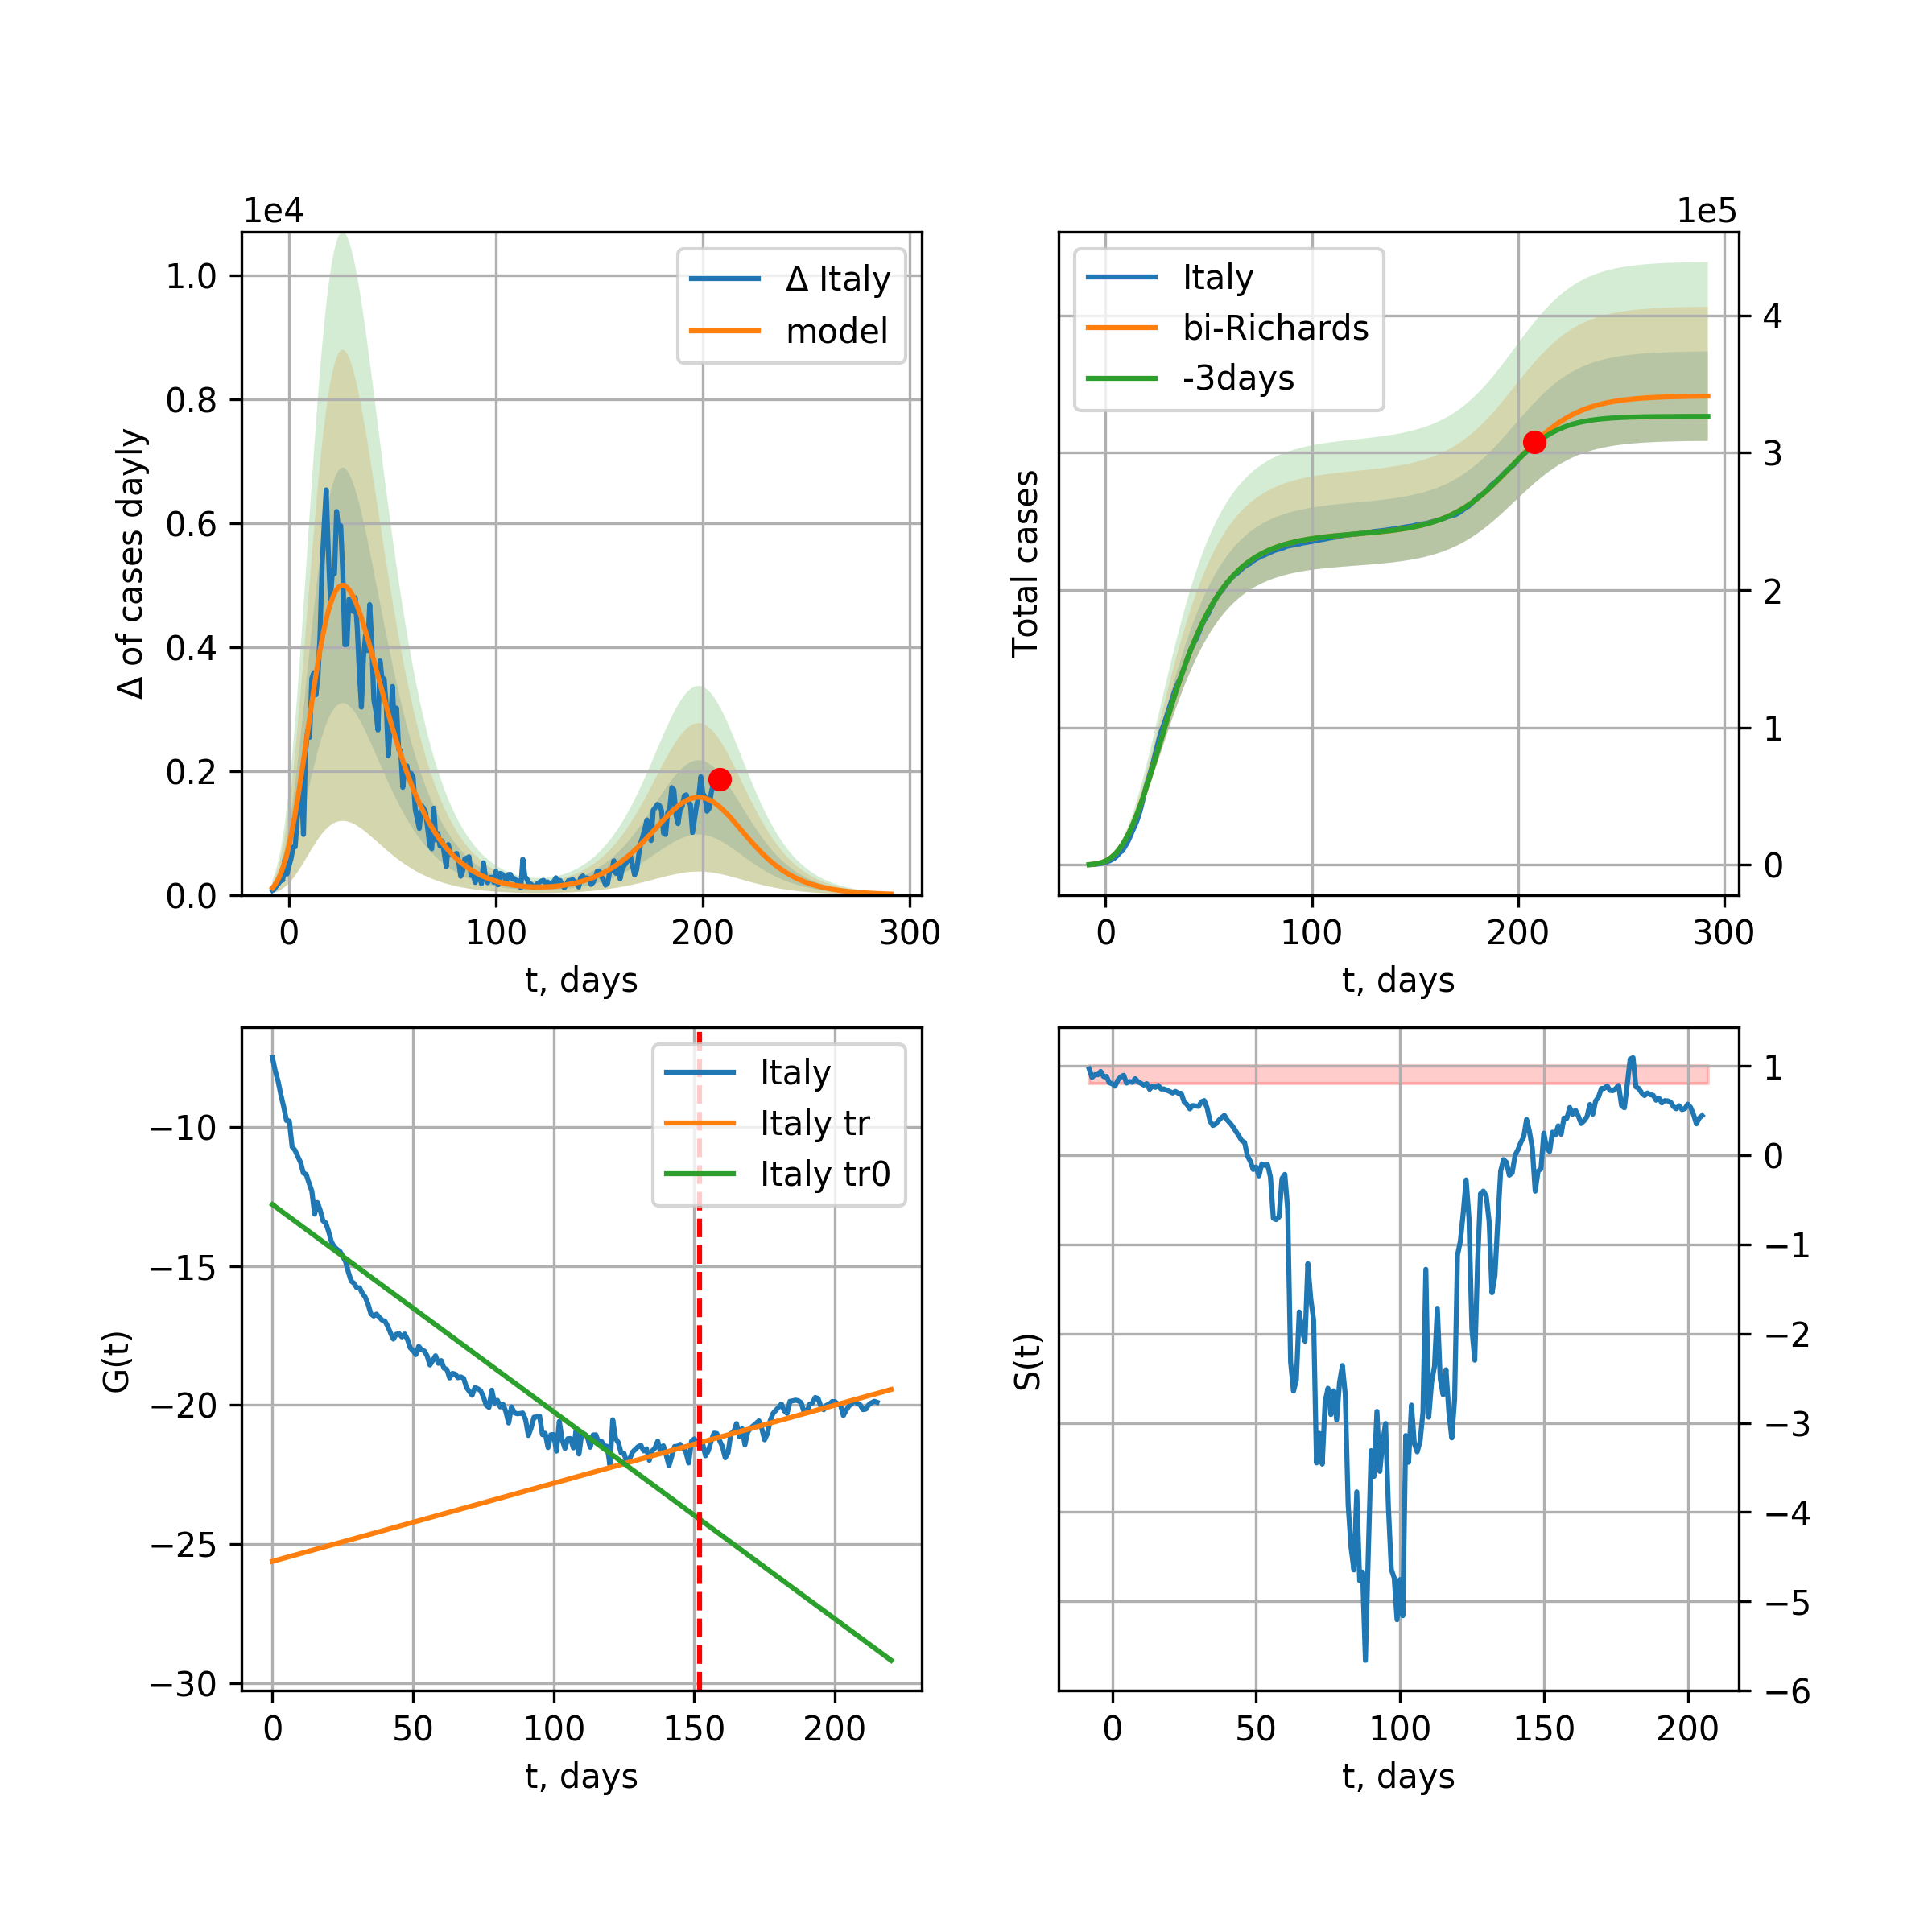 1e4
1.0
0.8
0.6
0.4
0.2
0.0
Δ of cases dayly
Δ Italy
model
0 100 200 300
t, days
1e5
4
3
2
1
0
Total cases
Italy
bi-Richards
-3days
0 100 200 300
t, days
−10
−15
−20
−25
−30
G(t)
Italy
Italy tr
Italy tr0
0 50 100 150 200
t, days
1
0
−1
−2
−3
−4
−5
−6
S(t)
0 50 100 150 200
t, days